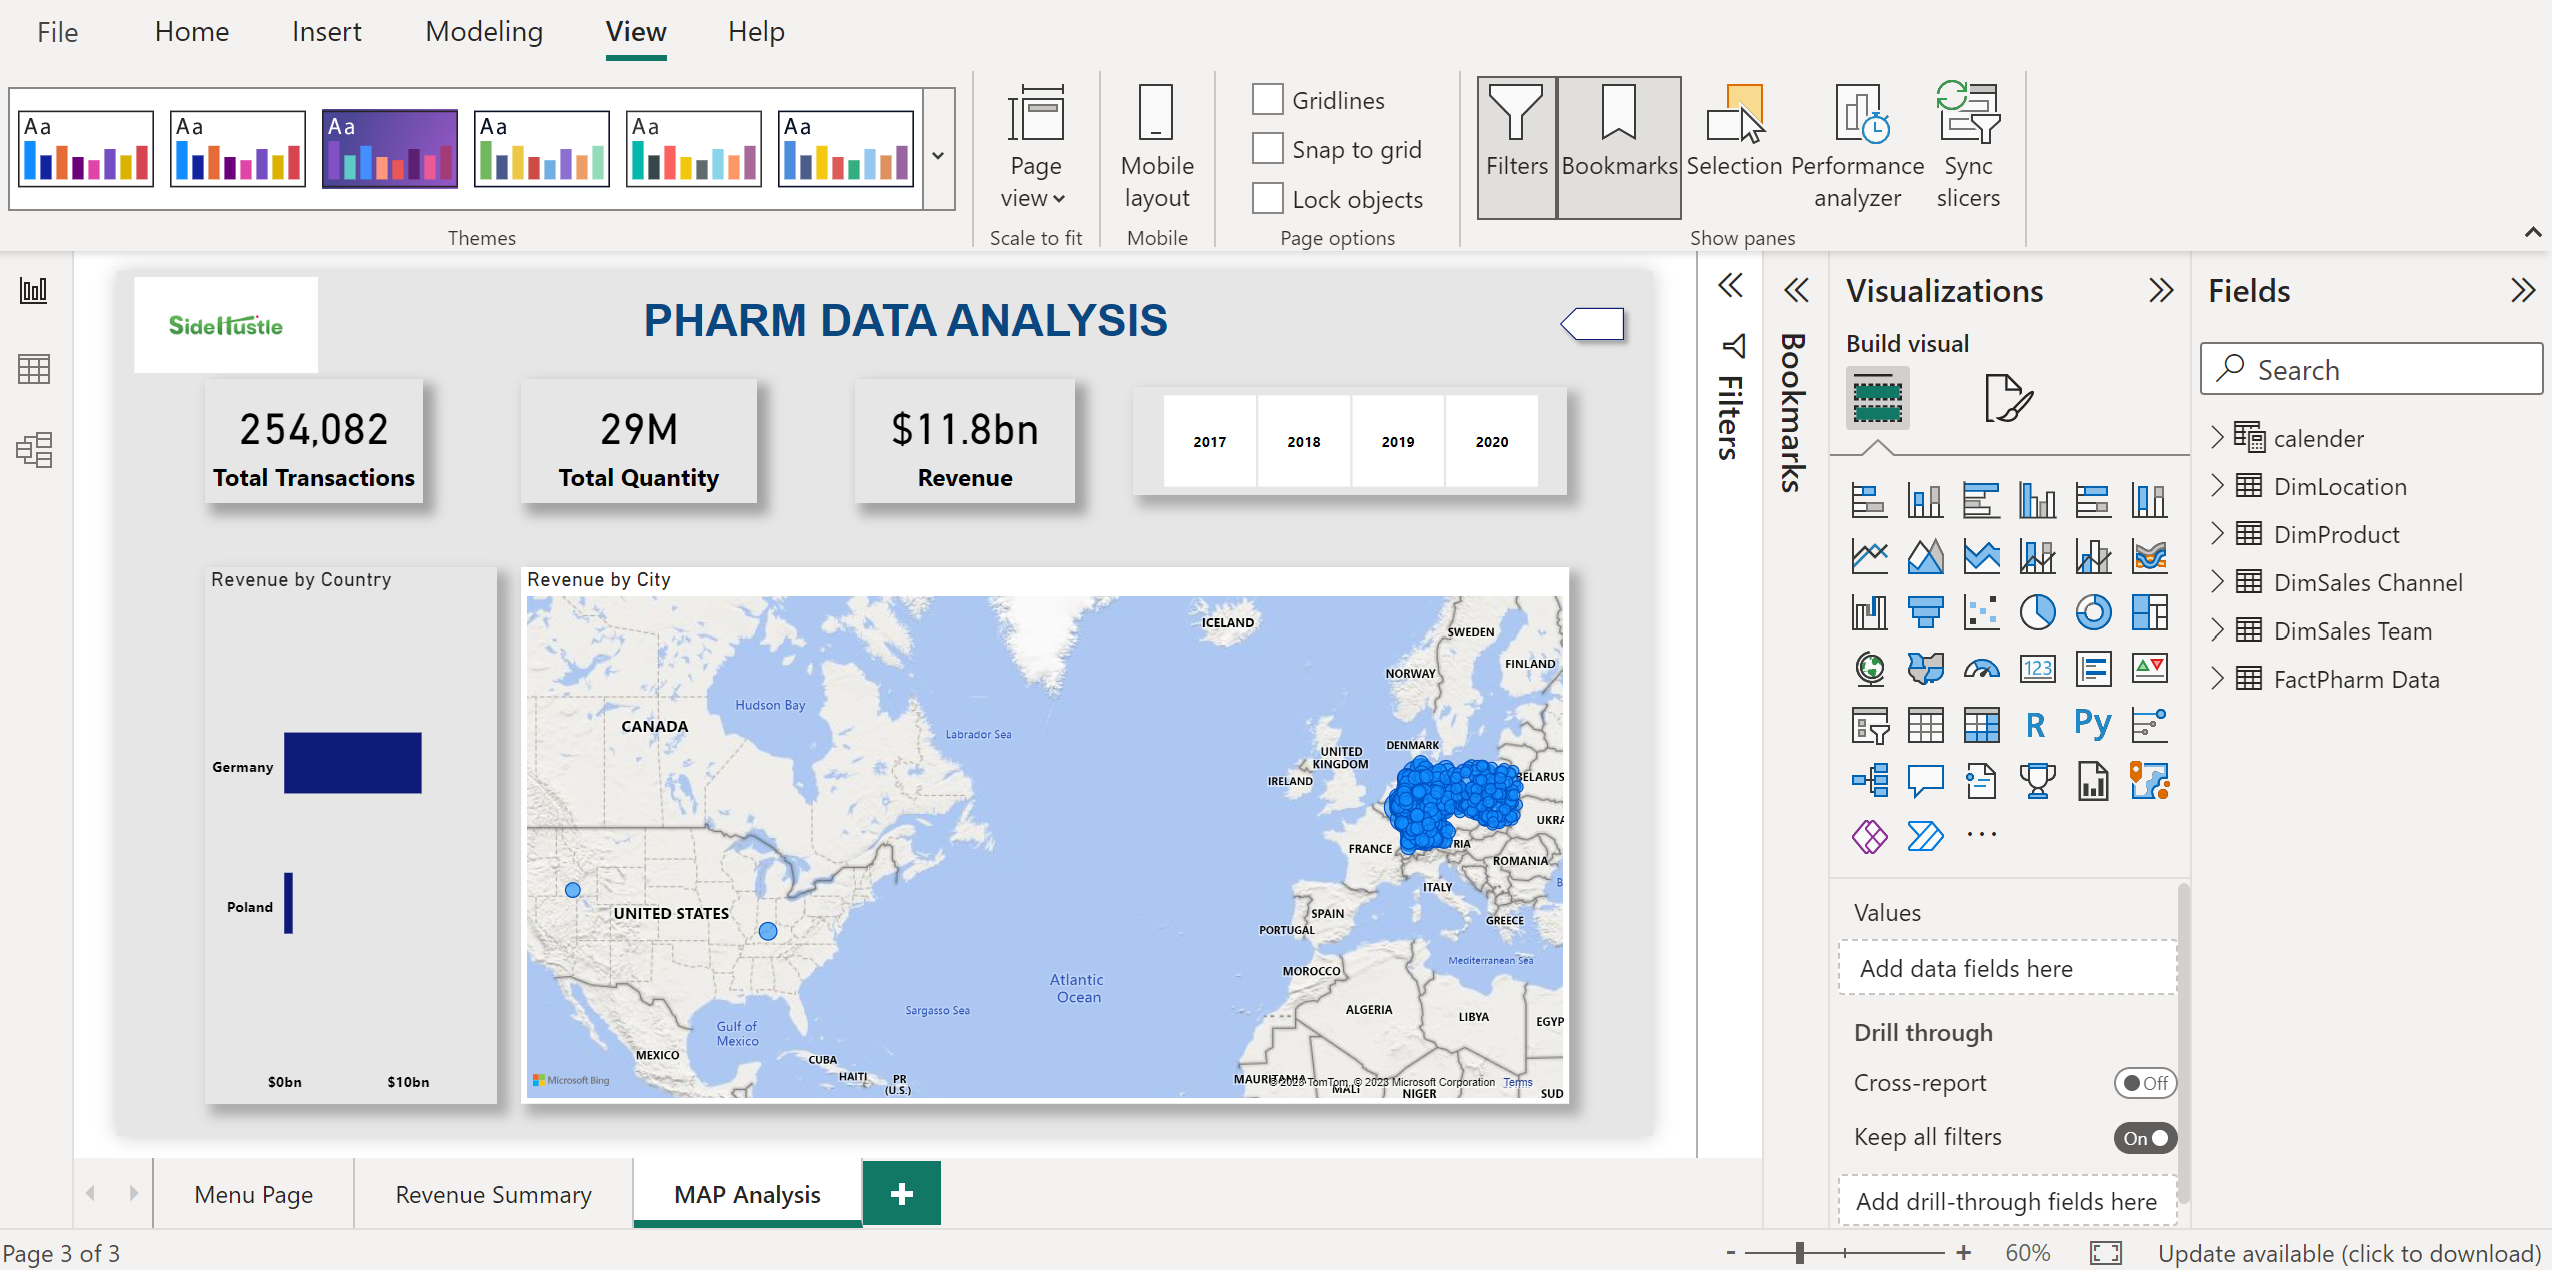 File Home Insert Modeling View Help
Aa Aa Aa Aa Aa Aa
Page view
Mobile layout
Gridlines
Snap to grid
Lock objects
Filters Bookmarks Selection Performance analyzer Sync slicers
Themes Scale to fit Mobile Page options Show panes
SideHustle
PHARM DATA ANALYSIS
254,082
Total Transactions
29M
Total Quantity
$11.8bn
Revenue
2017 2018 2019 2020
Revenue by Country
Germany
Poland
$0bn $10bn
Revenue by City
ICELAND
SWEDEN
FINLAND
NORWAY
Hudson Bay
CANADA
Labrador Sea
DENMARK
UNITED KINGDOM
IRELAND
BELARUS
UKRA
FRANCE
RIA
ROMANIA
B
ITALY
UNITED STATES
SPAIN
GREECE
PORTUGAL
Mediterranean Sea
MOROCCO
Atlantic Ocean
Sargasso Sea
ALGERIA
LIBYA
EGYP
Gulf of Mexico
MEXICO
CUBA
HAITI
PR (U.S.)
MAURITANIA
MALI
NIGER
SUD
Microsoft Bing
© 2023 TomTom, © 2023 Microsoft Corporation Terms
Filters
Bookmarks
Visualizations
Build visual
123
R
Py
Values
Add data fields here
Drill through
Cross-report Off
Keep all filters On
Add drill-through fields here
Fields
Search
calender
DimLocation
DimProduct
DimSales Channel
DimSales Team
FactPharm Data
Menu Page Revenue Summary MAP Analysis +
Page 3 of 3
- + 60% Update available (click to download)